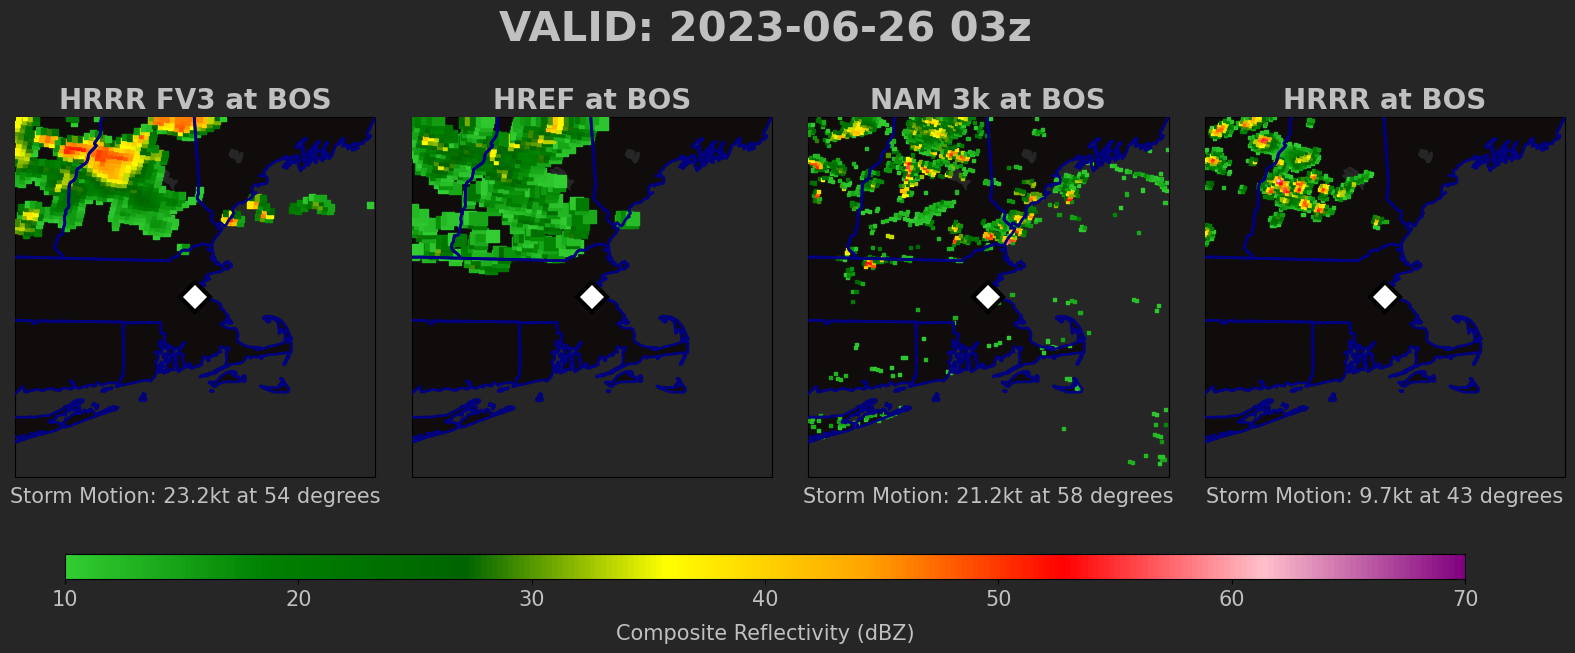 VALID: 2023-06-26 03z
HRRR FV3 at BOS
HREF at BOS
NAM 3k at BOS
HRRR at BOS
Storm Motion: 23.2kt at 54 degrees
Storm Motion: 21.2kt at 58 degrees
Storm Motion: 9.7kt at 43 degrees
10 20 30 40 50 60 70
Composite Reflectivity (dBZ)